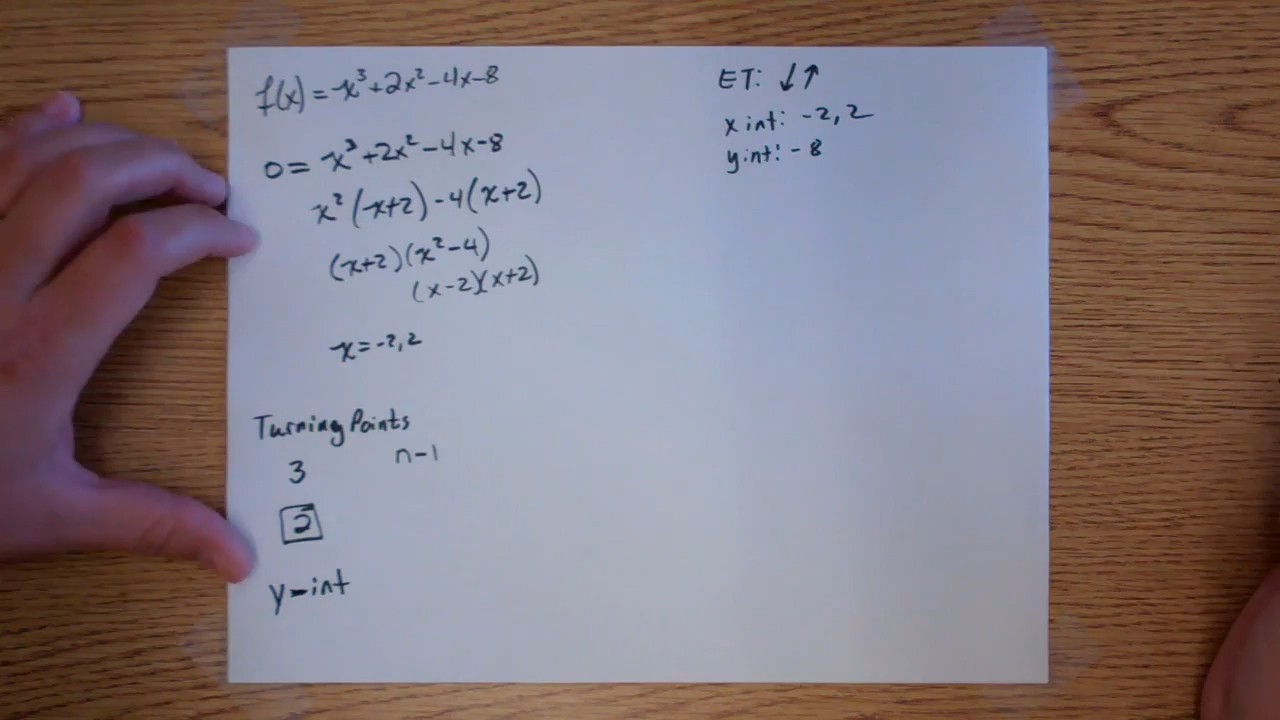 f(x) = x³+2x²-4x-8
0 = x³+2x²-4x-8
x²(x+2)-4(x+2)
(x+2)(x²-4)
(x-2)(x+2)
x=-2,2
Turning Points
3 n-1
2
y-int
ET: ↓↑
x int: -2,2
y int: -8